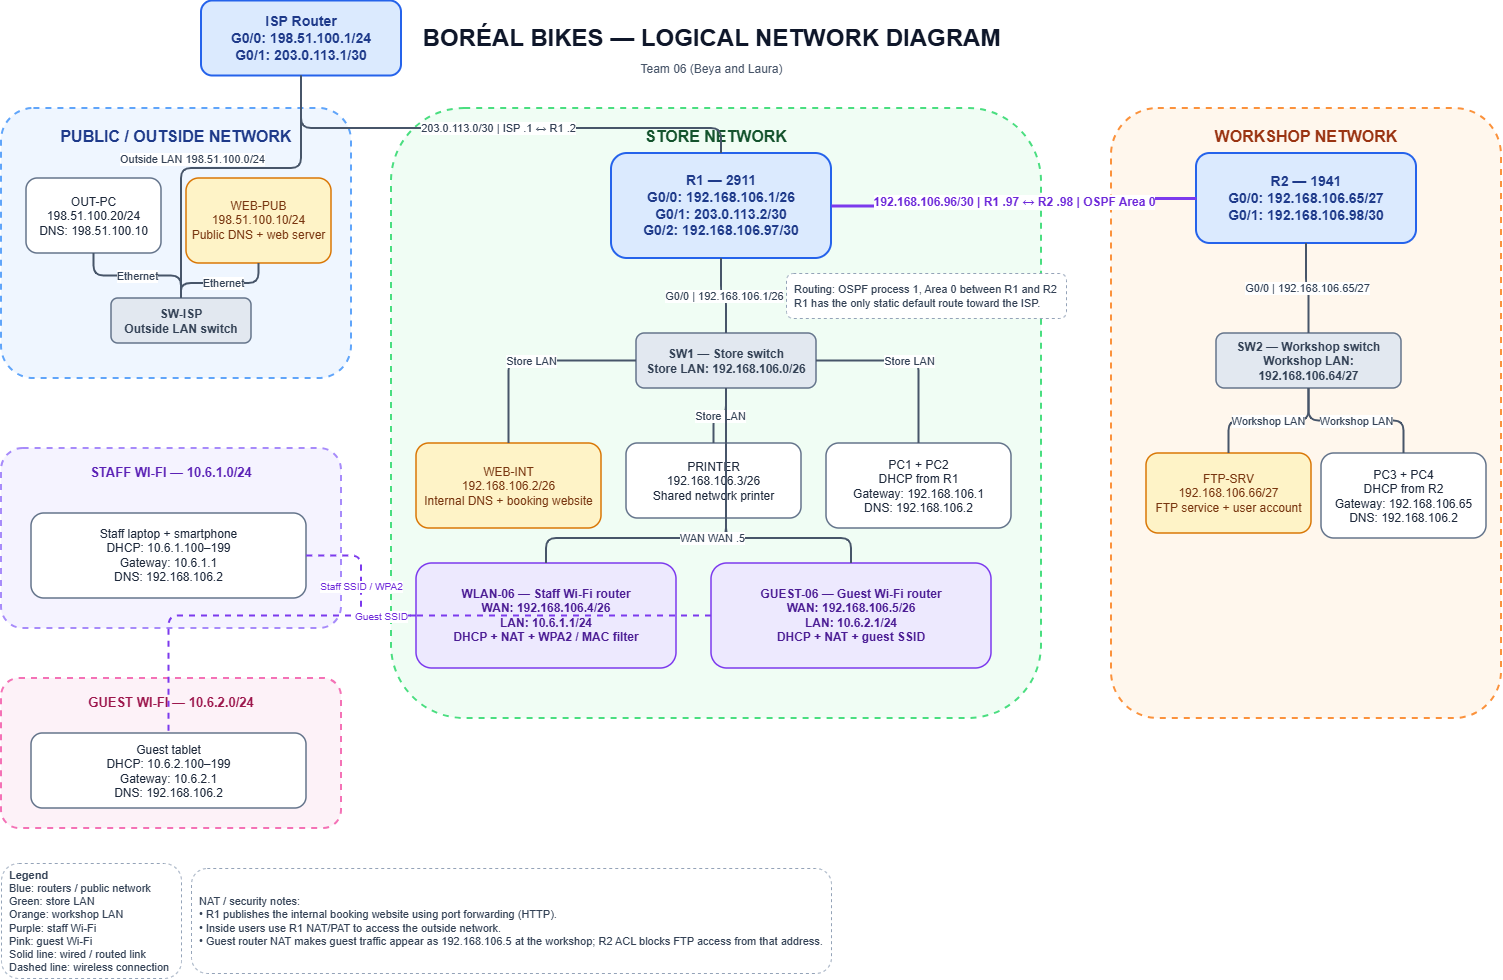 ISP Router
G0/0: 198.51.100.1/24
G0/1: 203.0.113.1/30
BORÉAL BIKES — LOGICAL NETWORK DIAGRAM
Team 06 (Beya and Laura)
PUBLIC / OUTSIDE NETWORK
Outside LAN 198.51.100.0/24
OUT-PC
198.51.100.20/24
DNS: 198.51.100.10
WEB-PUB
198.51.100.10/24
Public DNS + web server
Ethernet
Ethernet
SW-ISP
Outside LAN switch
203.0.113.0/30 | ISP .1 ↔ R1 .2
STORE NETWORK
R1 — 2911
G0/0: 192.168.106.1/26
G0/1: 203.0.113.2/30
G0/2: 192.168.106.97/30
192.168.106.96/30 | R1 .97 ↔ R2 .98 | OSPF Area 0
G0/0 | 192.168.106.1/26
Routing: OSPF process 1, Area 0 between R1 and R2
R1 has the only static default route toward the ISP.
SW1 — Store switch
Store LAN: 192.168.106.0/26
Store LAN
Store LAN
Store LAN
WEB-INT
192.168.106.2/26
Internal DNS + booking website
PRINTER
192.168.106.3/26
Shared network printer
PC1 + PC2
DHCP from R1
Gateway: 192.168.106.1
DNS: 192.168.106.2
WAN WAN .5
WLAN-06 — Staff Wi-Fi router
WAN: 192.168.106.4/26
LAN: 10.6.1.1/24
DHCP + NAT + WPA2 / MAC filter
GUEST-06 — Guest Wi-Fi router
WAN: 192.168.106.5/26
LAN: 10.6.2.1/24
DHCP + NAT + guest SSID
WORKSHOP NETWORK
R2 — 1941
G0/0: 192.168.106.65/27
G0/1: 192.168.106.98/30
G0/0 | 192.168.106.65/27
SW2 — Workshop switch
Workshop LAN:
192.168.106.64/27
Workshop LAN
Workshop LAN
FTP-SRV
192.168.106.66/27
FTP service + user account
PC3 + PC4
DHCP from R2
Gateway: 192.168.106.65
DNS: 192.168.106.2
STAFF WI-FI — 10.6.1.0/24
Staff laptop + smartphone
DHCP: 10.6.1.100–199
Gateway: 10.6.1.1
DNS: 192.168.106.2
Staff SSID / WPA2
Guest SSID
GUEST WI-FI — 10.6.2.0/24
Guest tablet
DHCP: 10.6.2.100–199
Gateway: 10.6.2.1
DNS: 192.168.106.2
Legend
Blue: routers / public network
Green: store LAN
Orange: workshop LAN
Purple: staff Wi-Fi
Pink: guest Wi-Fi
Solid line: wired / routed link
Dashed line: wireless connection
NAT / security notes:
• R1 publishes the internal booking website using port forwarding (HTTP).
• Inside users use R1 NAT/PAT to access the outside network.
• Guest router NAT makes guest traffic appear as 192.168.106.5 at the workshop; R2 ACL blocks FTP access from that address.